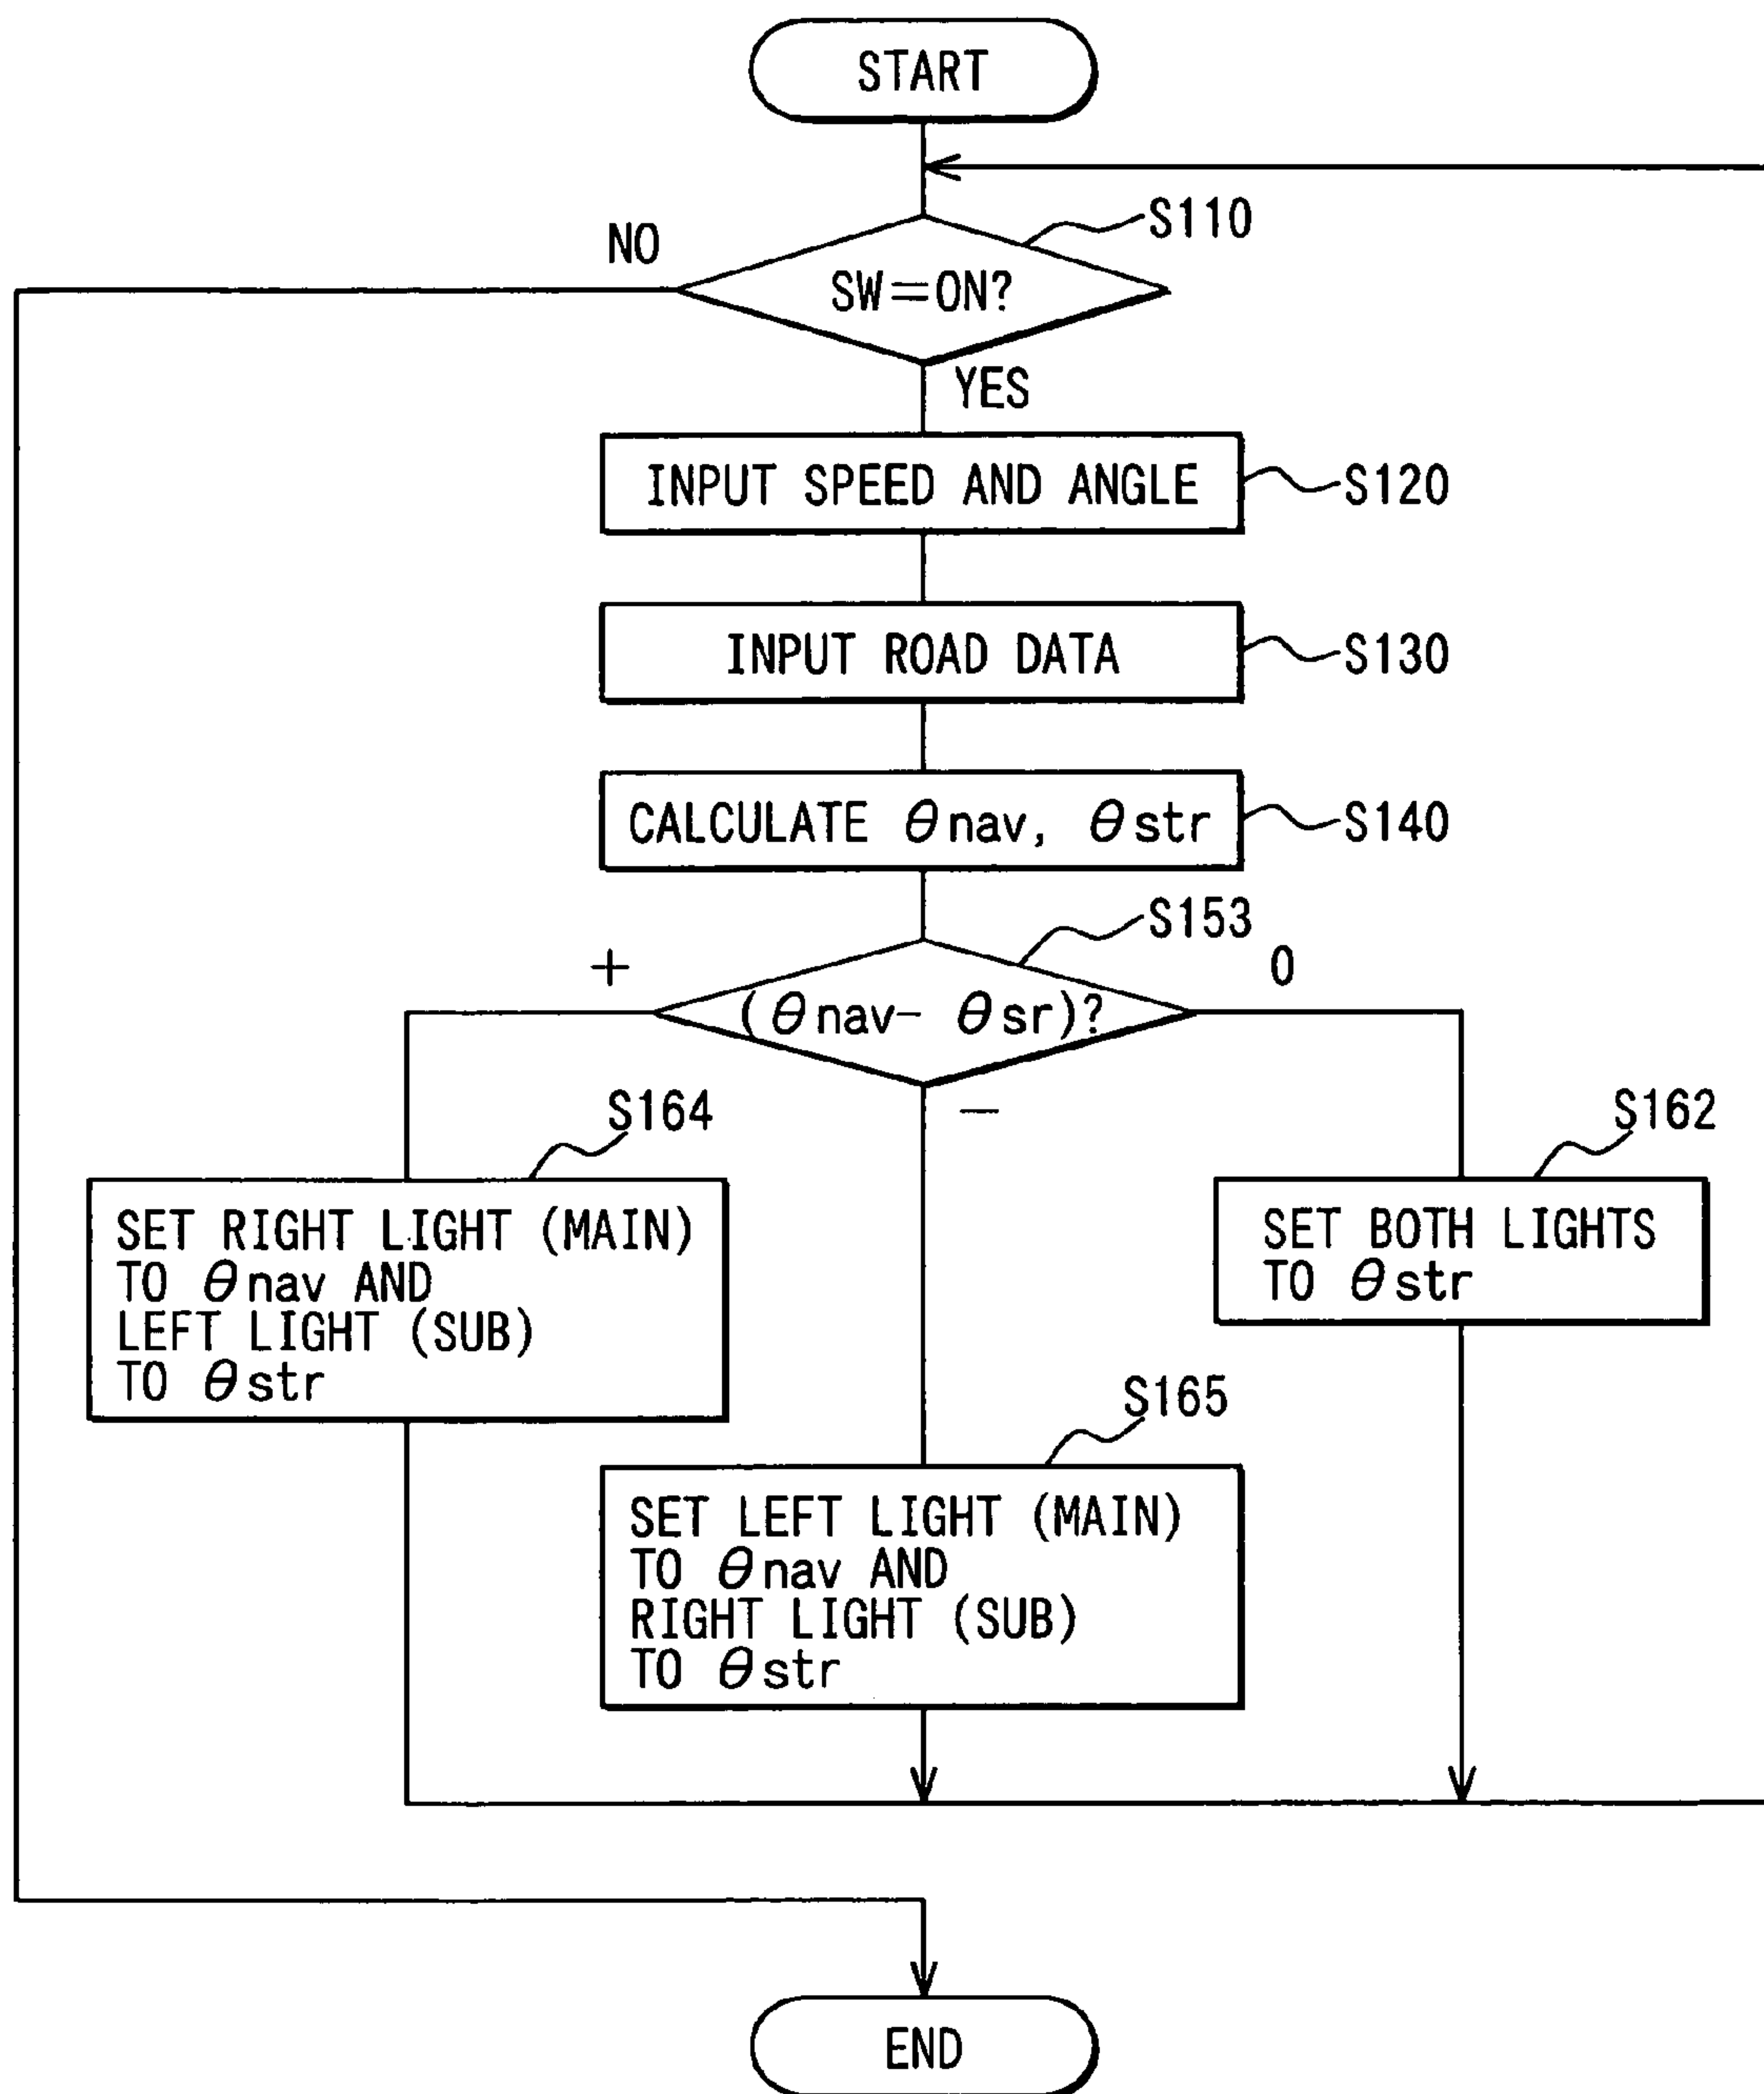 START
S110
NO
SW=ON?
YES
INPUT SPEED AND ANGLE
S120
INPUT ROAD DATA
S130
CALCULATE θnav, θstr
S140
S153
+
0
(θnav- θsr)?
−
S164
SET RIGHT LIGHT (MAIN)
TO θnav AND
LEFT LIGHT (SUB)
TO θstr
S162
SET BOTH LIGHTS
TO θstr
S165
SET LEFT LIGHT (MAIN)
TO θnav AND
RIGHT LIGHT (SUB)
TO θstr
END